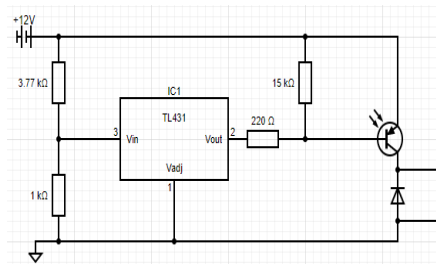 +12V
3.77 kΩ
IC1
TL431
15 kΩ
3 Vin
Vout 2
220 Ω
Vadj
1
1 kΩ